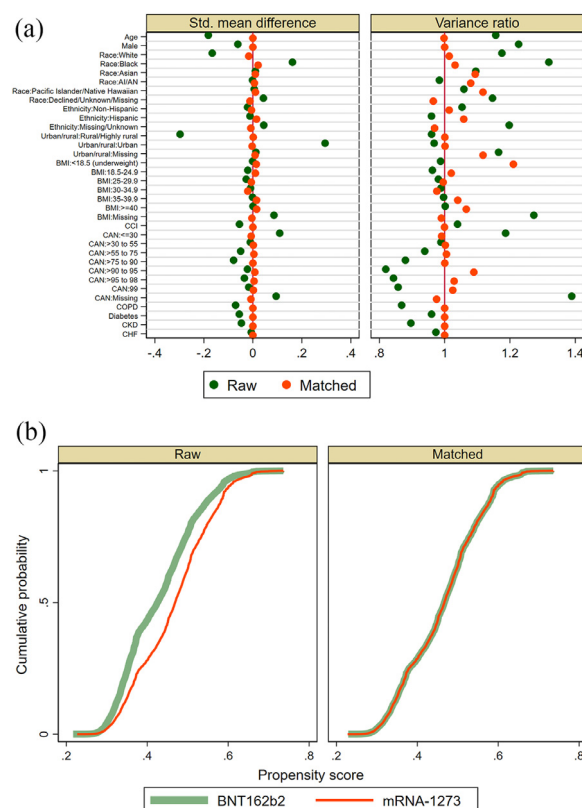 (a)
Std. mean difference
Variance ratio
Age
Male
Race:White
Race:Black
Race:Asian
Race:AI/AN
Race:Pacific Islander/Native Hawaiian
Race:Declined/Unknown/Missing
Ethnicity:Non-Hispanic
Ethnicity:Hispanic
Ethnicity:Missing/Unknown
Urban/rural:Rural/Highly rural
Urban/rural:Urban
Urban/rural:Missing
BMI:<18.5 (underweight)
BMI:18.5-24.9
BMI:25-29.9
BMI:30-34.9
BMI:35-39.9
BMI:>=40
BMI:Missing
CCI
CAN:<=30
CAN:>30 to 55
CAN:>55 to 75
CAN:>75 to 90
CAN:>90 to 95
CAN:>95 to 98
CAN:99
CAN:Missing
COPD
Diabetes
CKD
CHF
-.4 -.2 0 .2 .4 .8 1 1.2 1.4
Raw Matched
(b)
Raw Matched
Cumulative probability
1
.5
0
.2 .4 .6 .8 .2 .4 .6 .8
Propensity score
BNT162b2 mRNA-1273